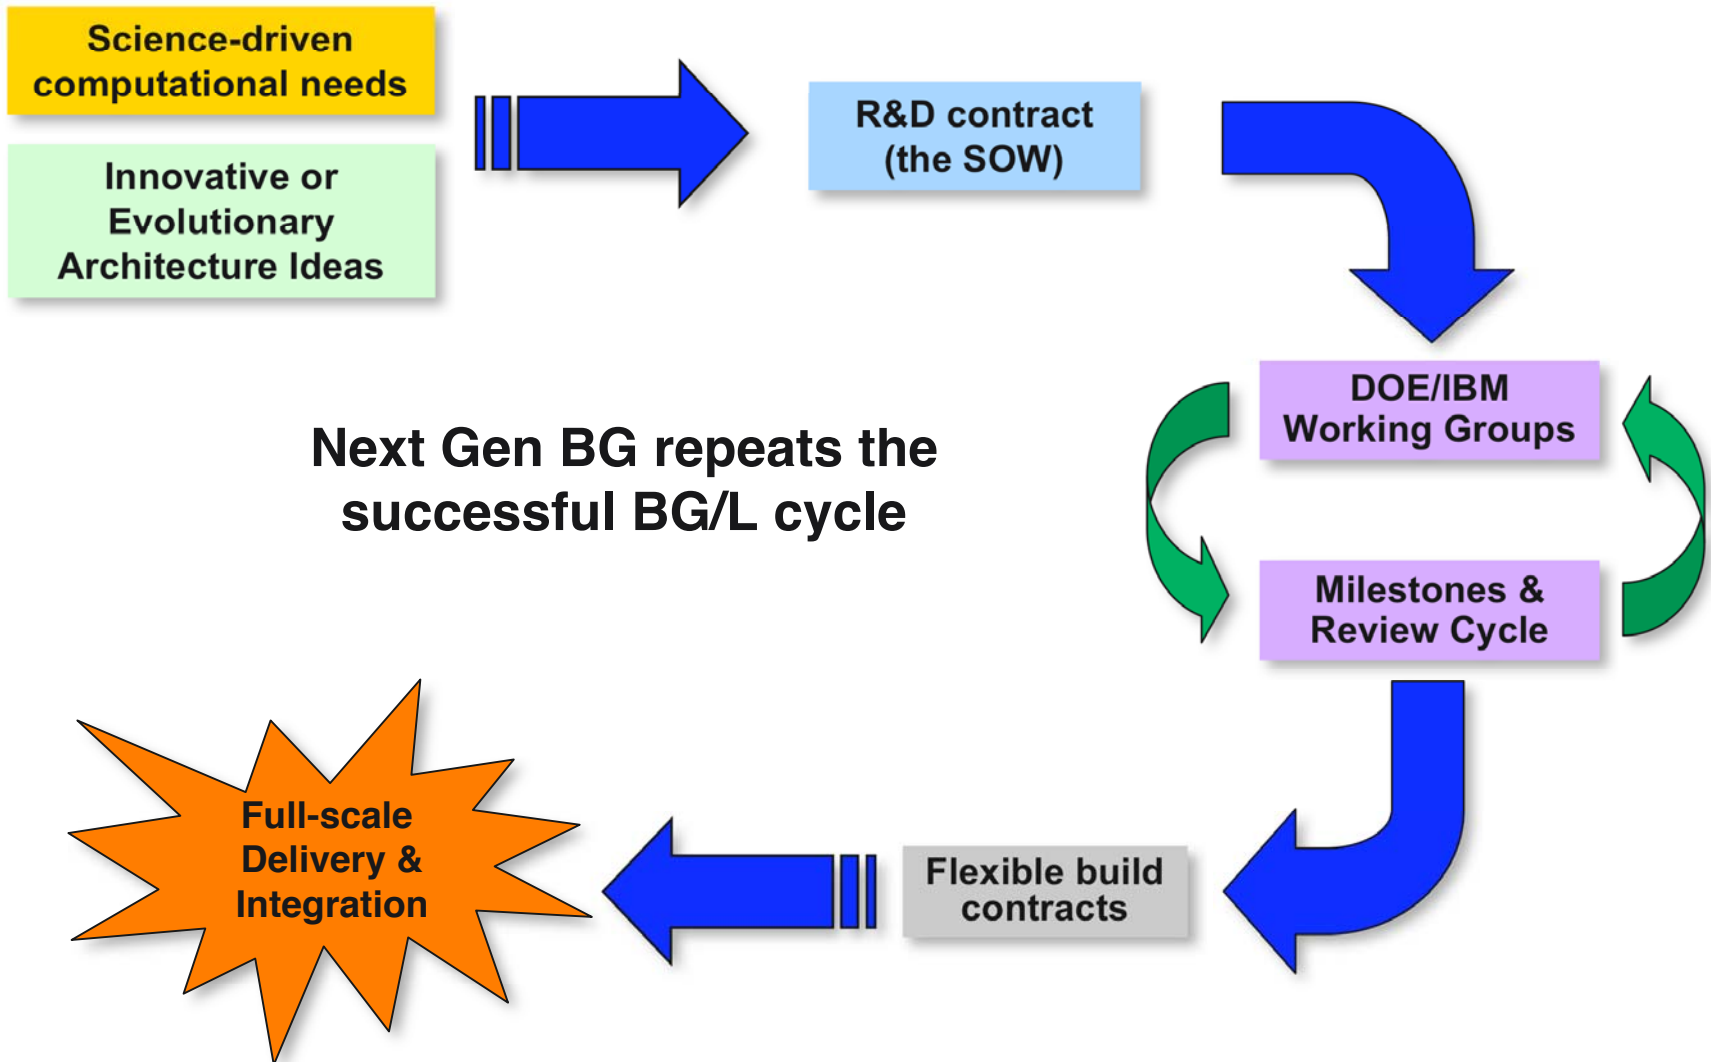 Science-driven
computational needs
Innovative or
Evolutionary
Architecture Ideas
R&D contract
(the SOW)
DOE/IBM
Working Groups
Next Gen BG repeats the
successful BG/L cycle
Milestones &
Review Cycle
Full-scale
Delivery &
Integration
Flexible build
contracts